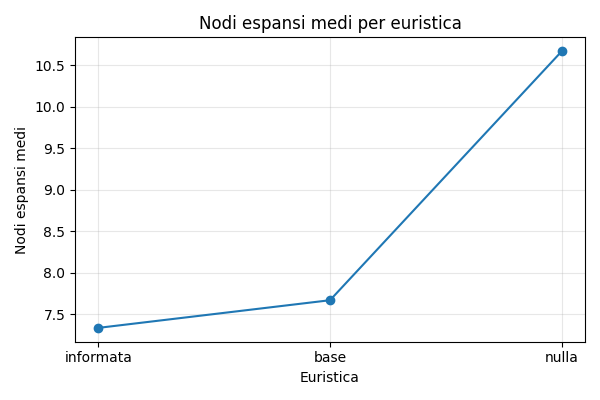 Nodi espansi medi per euristica
Nodi espansi medi
10.5
10.0
9.5
9.0
8.5
8.0
7.5
informata base nulla
Euristica